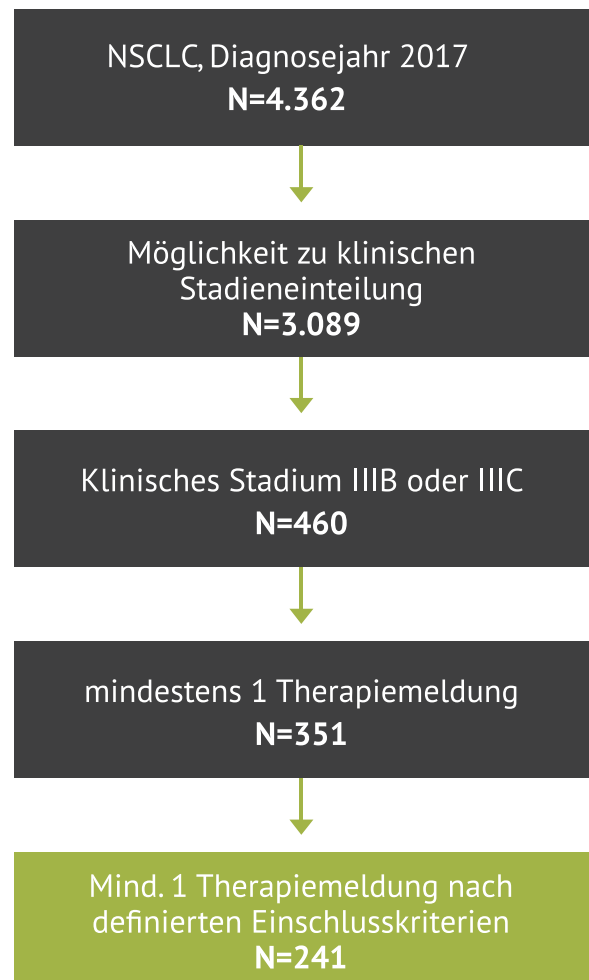 NSCLC, Diagnosejahr 2017
N=4.362
Möglichkeit zu klinischen
Stadieneinteilung
N=3.089
Klinisches Stadium IIIB oder IIIC
N=460
mindestens 1 Therapiemeldung
N=351
Mind. 1 Therapiemeldung nach
definierten Einschlusskriterien
N=241